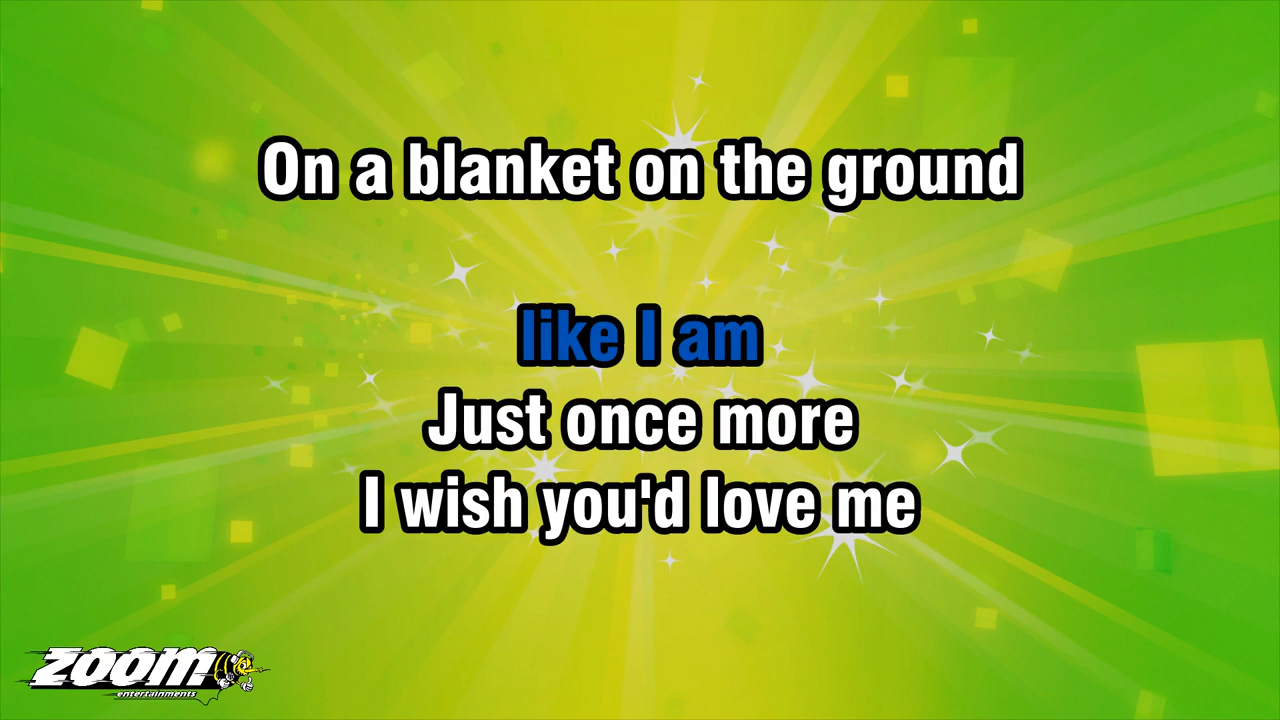 On a blanket on the ground
like I am
Just once more
I wish you'd love me
ZOOM
entertainments